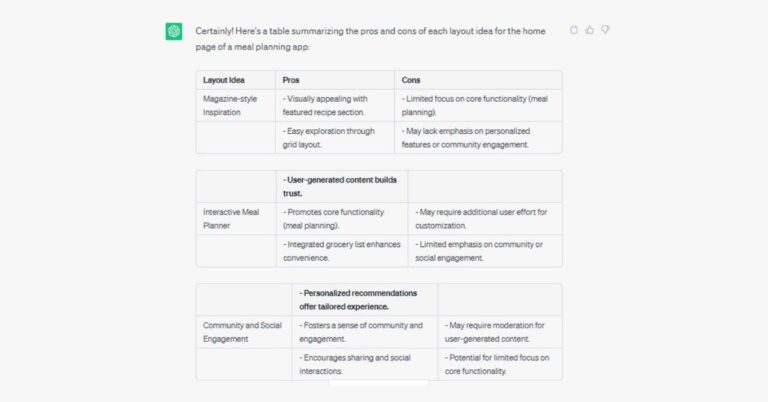 Certainly! Here's a table summarizing the pros and cons of each layout idea for the home
page of a meal planning app:
Layout Idea Pros Cons
Magazine-style - Visually appealing with - Limited focus on core functionality (meal
Inspiration featured recipe section. planning).
- Easy exploration through - May lack emphasis on personalized
grid layout. features or community engagement.
- User-generated content builds
trust.
Interactive Meal - Promotes core functionality - May require additional user effort for
Planner (meal planning). customization.
- Integrated grocery list enhances - Limited emphasis on community or
convenience. social engagement.
- Personalized recommendations
offer tailored experience.
Community and Social - Fosters a sense of community and - May require moderation for
Engagement engagement. user-generated content.
- Encourages sharing and social - Potential for limited focus on
interactions. core functionality.